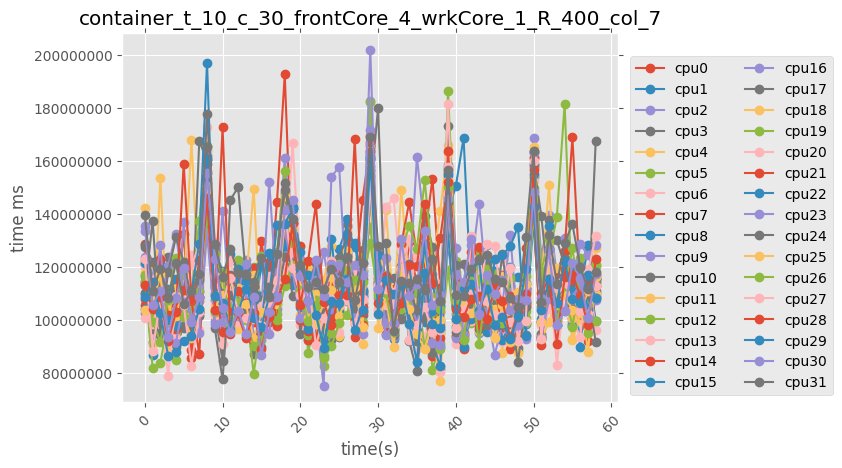 container_t_10_c_30_frontCore_4_wrkCore_1_R_400_col_7
200000000
180000000
160000000
140000000
120000000
100000000
80000000
time ms
0
10
20
30
40
50
60
time(s)
cpu0
cpu1
cpu2
cpu3
cpu4
cpu5
cpu6
cpu7
cpu8
cpu9
cpu10
cpu11
cpu12
cpu13
cpu14
cpu15
cpu16
cpu17
cpu18
cpu19
cpu20
cpu21
cpu22
cpu23
cpu24
cpu25
cpu26
cpu27
cpu28
cpu29
cpu30
cpu31